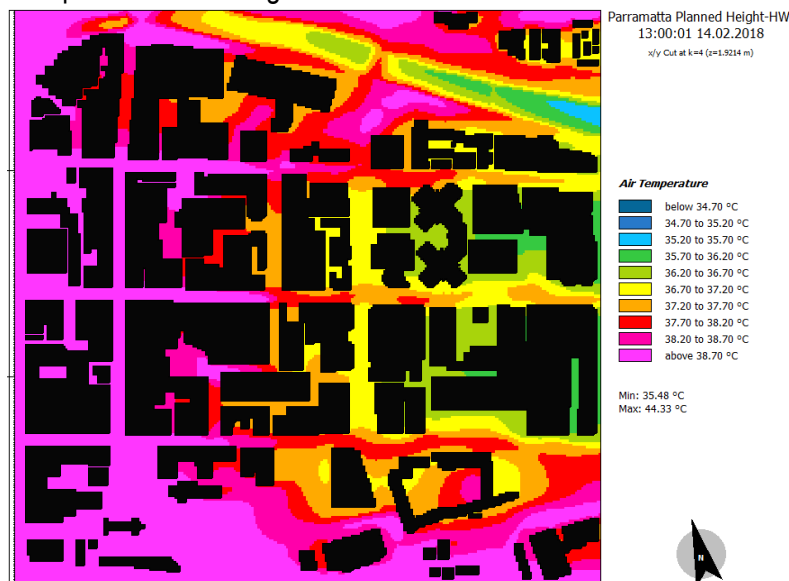 Parramatta Planned Height-HW
13:00:01 14.02.2018
x/y Cut at k=4 (z=1.9214 m)
Air Temperature
below 34.70 °C
34.70 to 35.20 °C
35.20 to 35.70 °C
35.70 to 36.20 °C
36.20 to 36.70 °C
36.70 to 37.20 °C
37.20 to 37.70 °C
37.70 to 38.20 °C
38.20 to 38.70 °C
above 38.70 °C
Min: 35.48 °C
Max: 44.33 °C
N